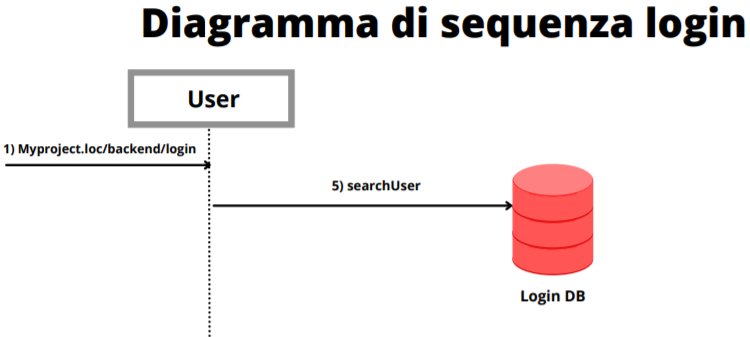 Diagramma di sequenza login
User
1) Myproject.loc/backend/login
5) searchUser
Login DB